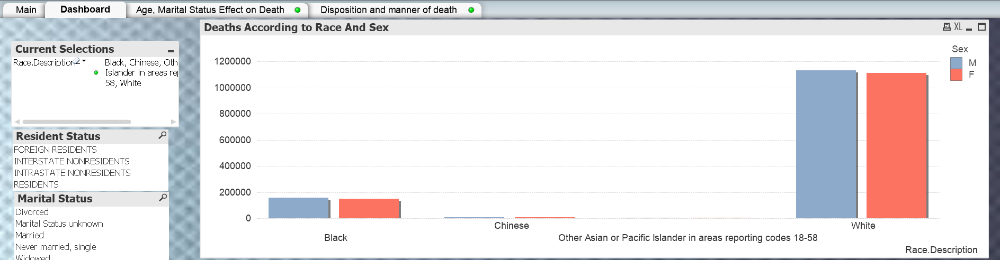 Main
Dashboard
Age, Marital Status Effect on Death
Disposition and manner of death
Current Selections
Race.Description
Black, Chinese, Oth
Islander in areas rep
58, White
Resident Status
FOREIGN RESIDENTS
INTERSTATE NONRESIDENTS
INTRASTATE NONRESIDENTS
RESIDENTS
Marital Status
Divorced
Marital Status unknown
Married
Never married, single
Widowed
Deaths According to Race And Sex
XL
Sex
M
F
1200000
1000000
800000
600000
400000
200000
0
Chinese
White
Black
Other Asian or Pacific Islander in areas reporting codes 18-58
Race.Description